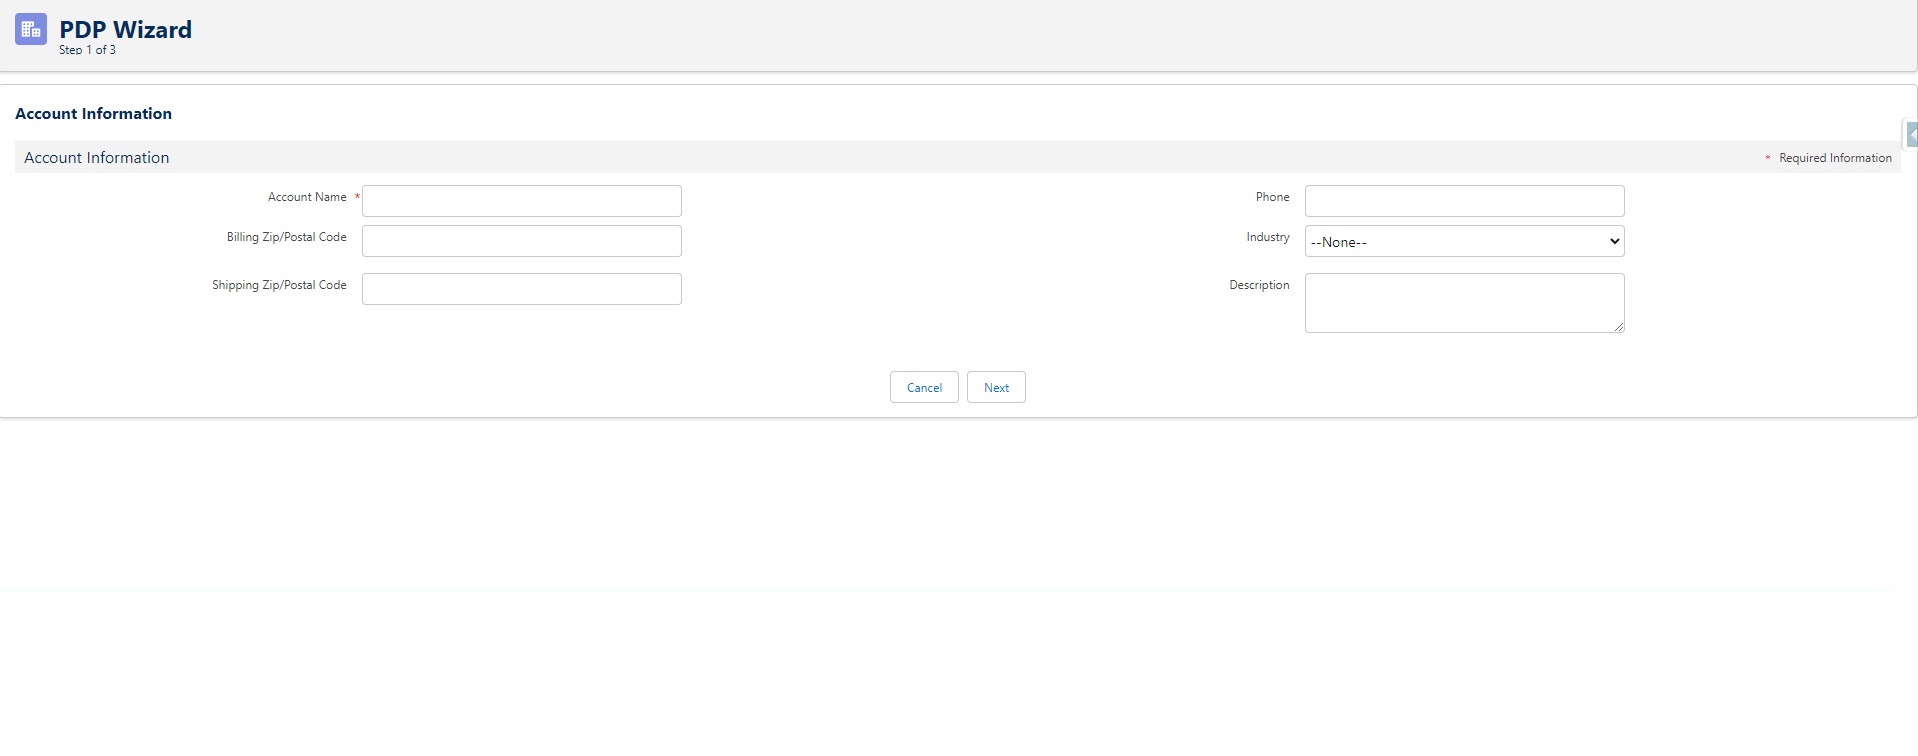 PDP Wizard
Step 1 of 3
Account Information
Account Information
* Required Information
Account Name *
Phone
Billing Zip/Postal Code
Industry
--None--
Shipping Zip/Postal Code
Description
Cancel
Next